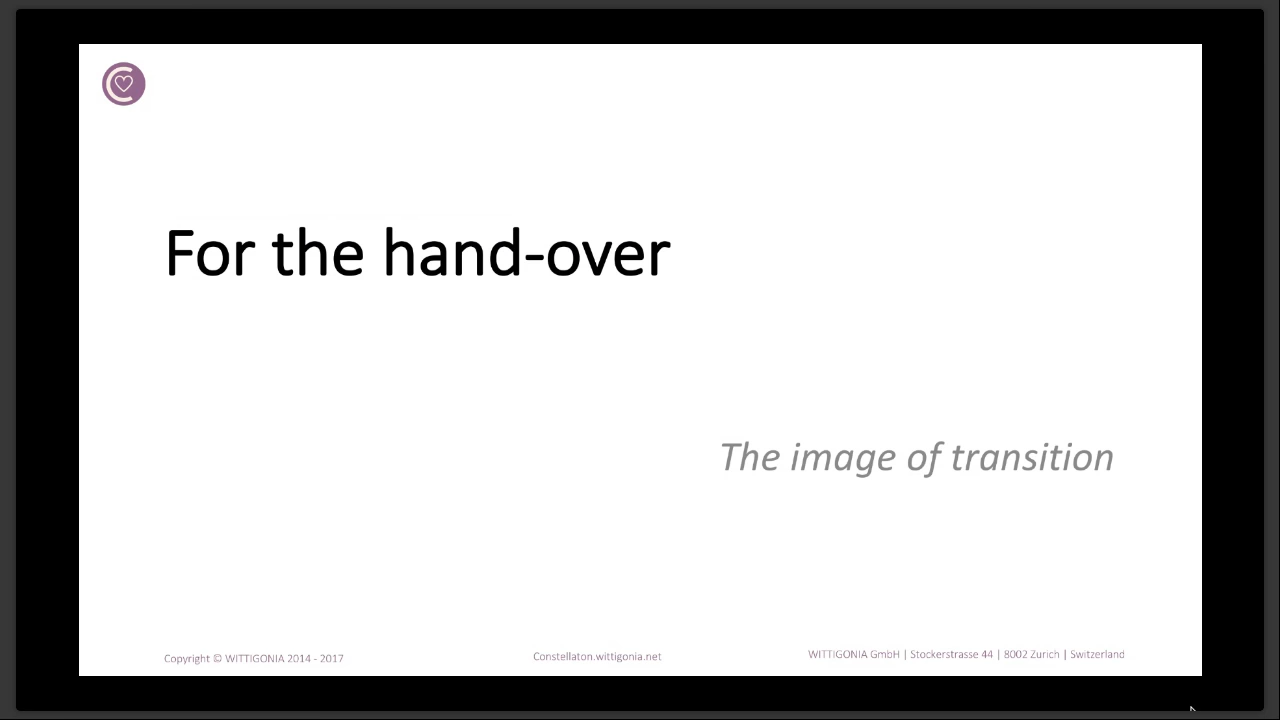 For the hand-over
The image of transition
Copyright © WITTIGONIA 2014 - 2017
Constellaton.wittigonia.net
WITTIGONIA GmbH | Stockerstrasse 44 | 8002 Zurich | Switzerland